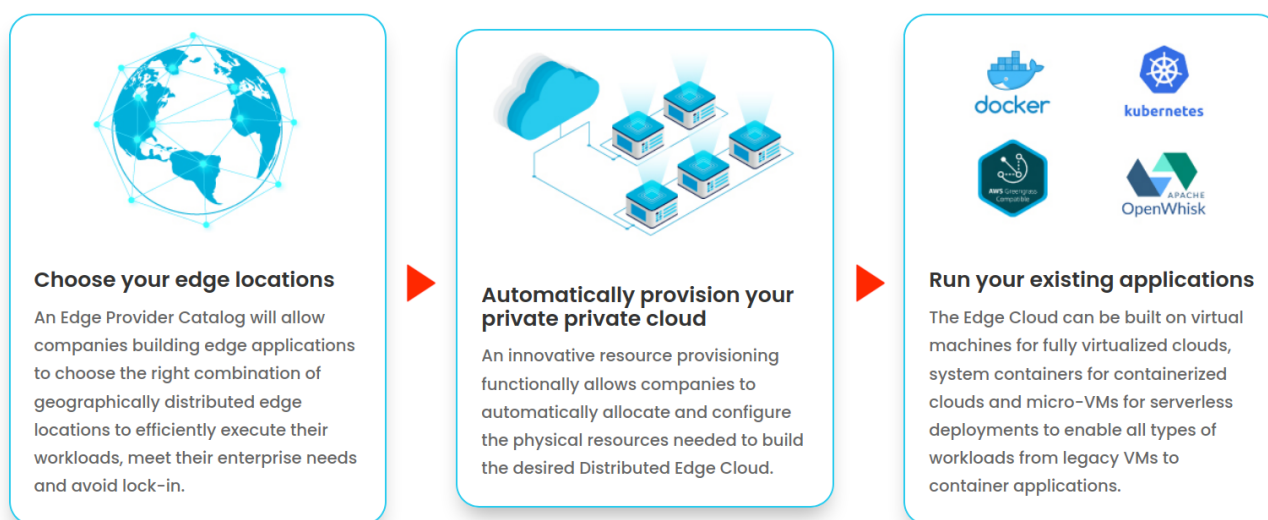 Choose your edge locations
An Edge Provider Catalog will allow
companies building edge applications
to choose the right combination of
geographically distributed edge
locations to efficiently execute their
workloads, meet their enterprise needs
and avoid lock-in.
Automatically provision your
private private cloud
An innovative resource provisioning
functionally allows companies to
automatically allocate and configure
the physical resources needed to build
the desired Distributed Edge Cloud.
docker
kubernetes
AWS Greengrass
Compatible
APACHE
OpenWhisk
Run your existing applications
The Edge Cloud can be built on virtual
machines for fully virtualized clouds,
system containers for containerized
clouds and micro-VMs for serverless
deployments to enable all types of
workloads from legacy VMs to
container applications.